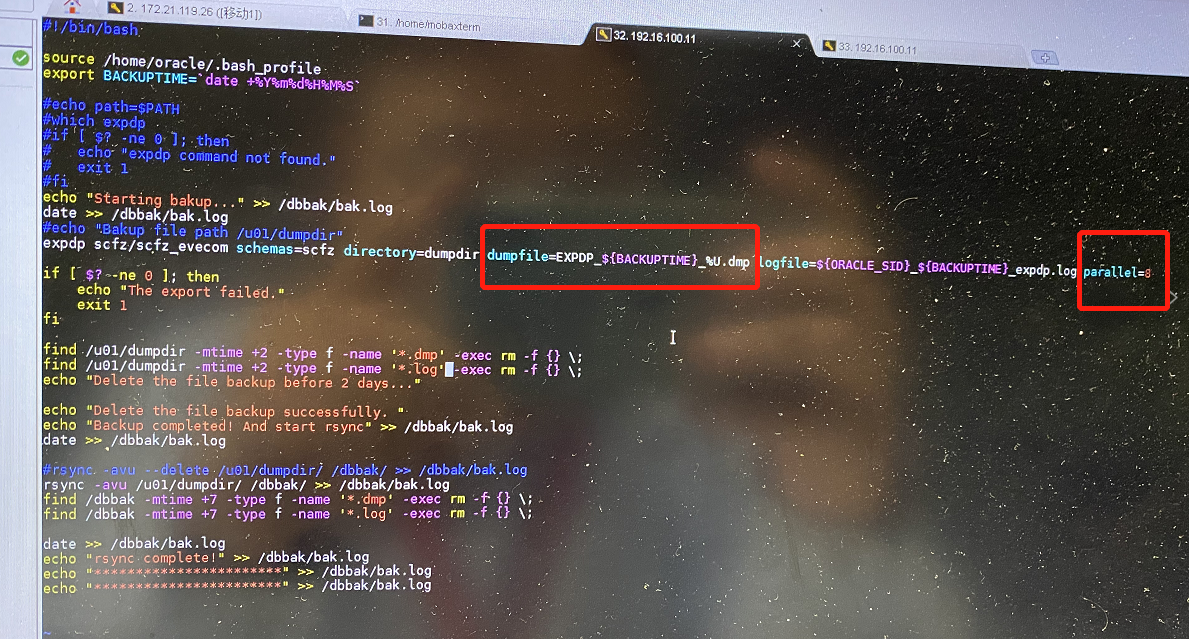 2. 172.21.119.26 ([移动1])
31. /home/mobaxterm
32. 192.16.100.11
33. 192.16.100.11
#!/bin/bash
source /home/oracle/.bash_profile
export BACKUPTIME=`date +%Y%m%d%H%M%S`
#echo path=$PATH
#which expdp
#if [ $? -ne 0 ]; then
#   echo "expdp command not found."
#   exit 1
#fi
echo "Starting bakup..." >> /dbbak/bak.log
date >> /dbbak/bak.log
#echo "Bakup file path /u01/dumpdir"
expdp scfz/scfz_evecom schemas=scfz directory=dumpdir dumpfile=EXPDP_${BACKUPTIME}_%U.dmp logfile=${ORACLE_SID}_${BACKUPTIME}_expdp.log parallel=8
if [ $? -ne 0 ]; then
    echo "The export failed."
    exit 1
fi
find /u01/dumpdir -mtime +2 -type f -name '*.dmp' -exec rm -f {} \;
find /u01/dumpdir -mtime +2 -type f -name '*.log' -exec rm -f {} \;
echo "Delete the file backup before 2 days..."
echo "Delete the file backup successfully. "
echo "Backup completed! And start rsync" >> /dbbak/bak.log
date >> /dbbak/bak.log
#rsync -avu --delete /u01/dumpdir/ /dbbak/ >> /dbbak/bak.log
rsync -avu /u01/dumpdir/ /dbbak/ >> /dbbak/bak.log
find /dbbak -mtime +7 -type f -name '*.dmp' -exec rm -f {} \;
find /dbbak -mtime +7 -type f -name '*.log' -exec rm -f {} \;
date >> /dbbak/bak.log
echo "rsync complete!" >> /dbbak/bak.log
echo "***********************" >> /dbbak/bak.log
echo "***********************" >> /dbbak/bak.log
~